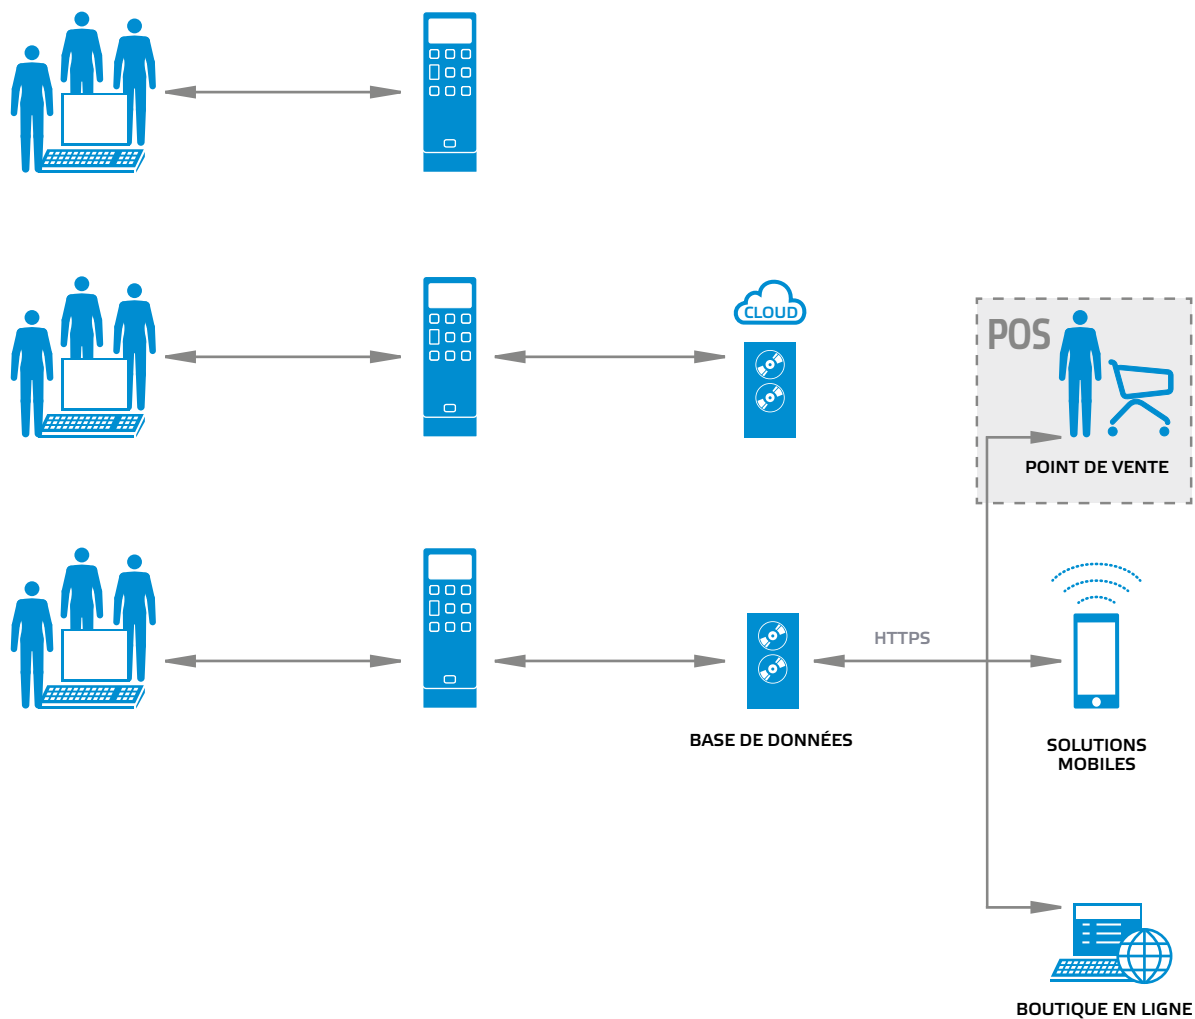 CLOUD
POS
POINT DE VENTE
HTTPS
BASE DE DONNÉES
SOLUTIONS
MOBILES
BOUTIQUE EN LIGNE